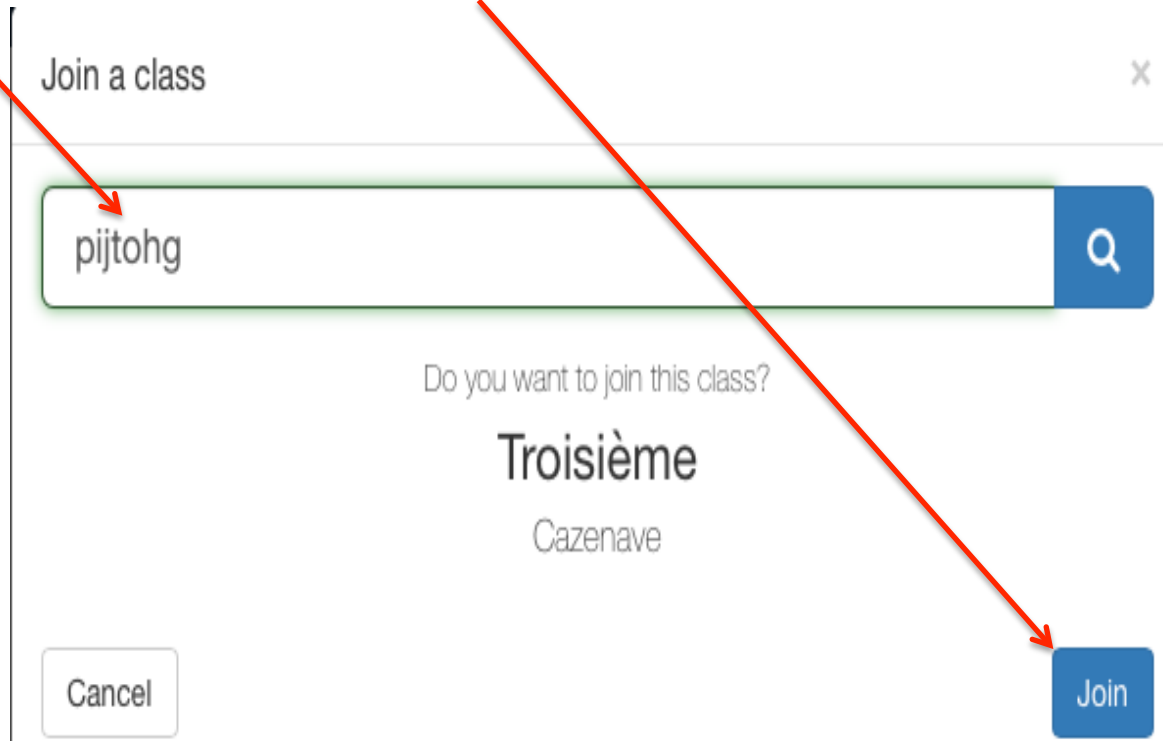 Join a class
×
pijtohg
Do you want to join this class?
Troisième
Cazenave
Cancel
Join